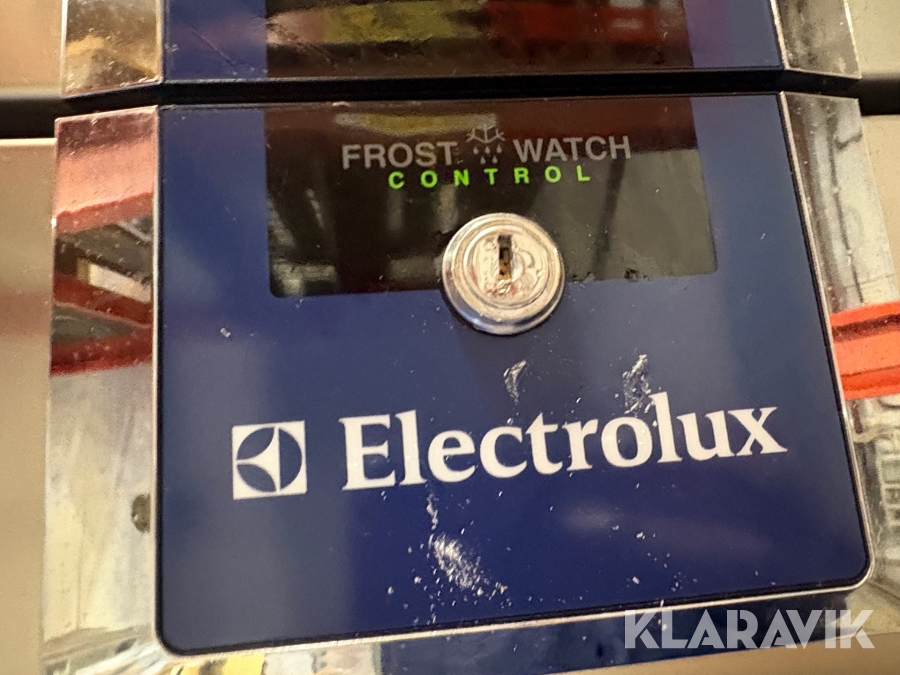 FROST WATCH
CONTROL
Electrolux
KLARAVIK